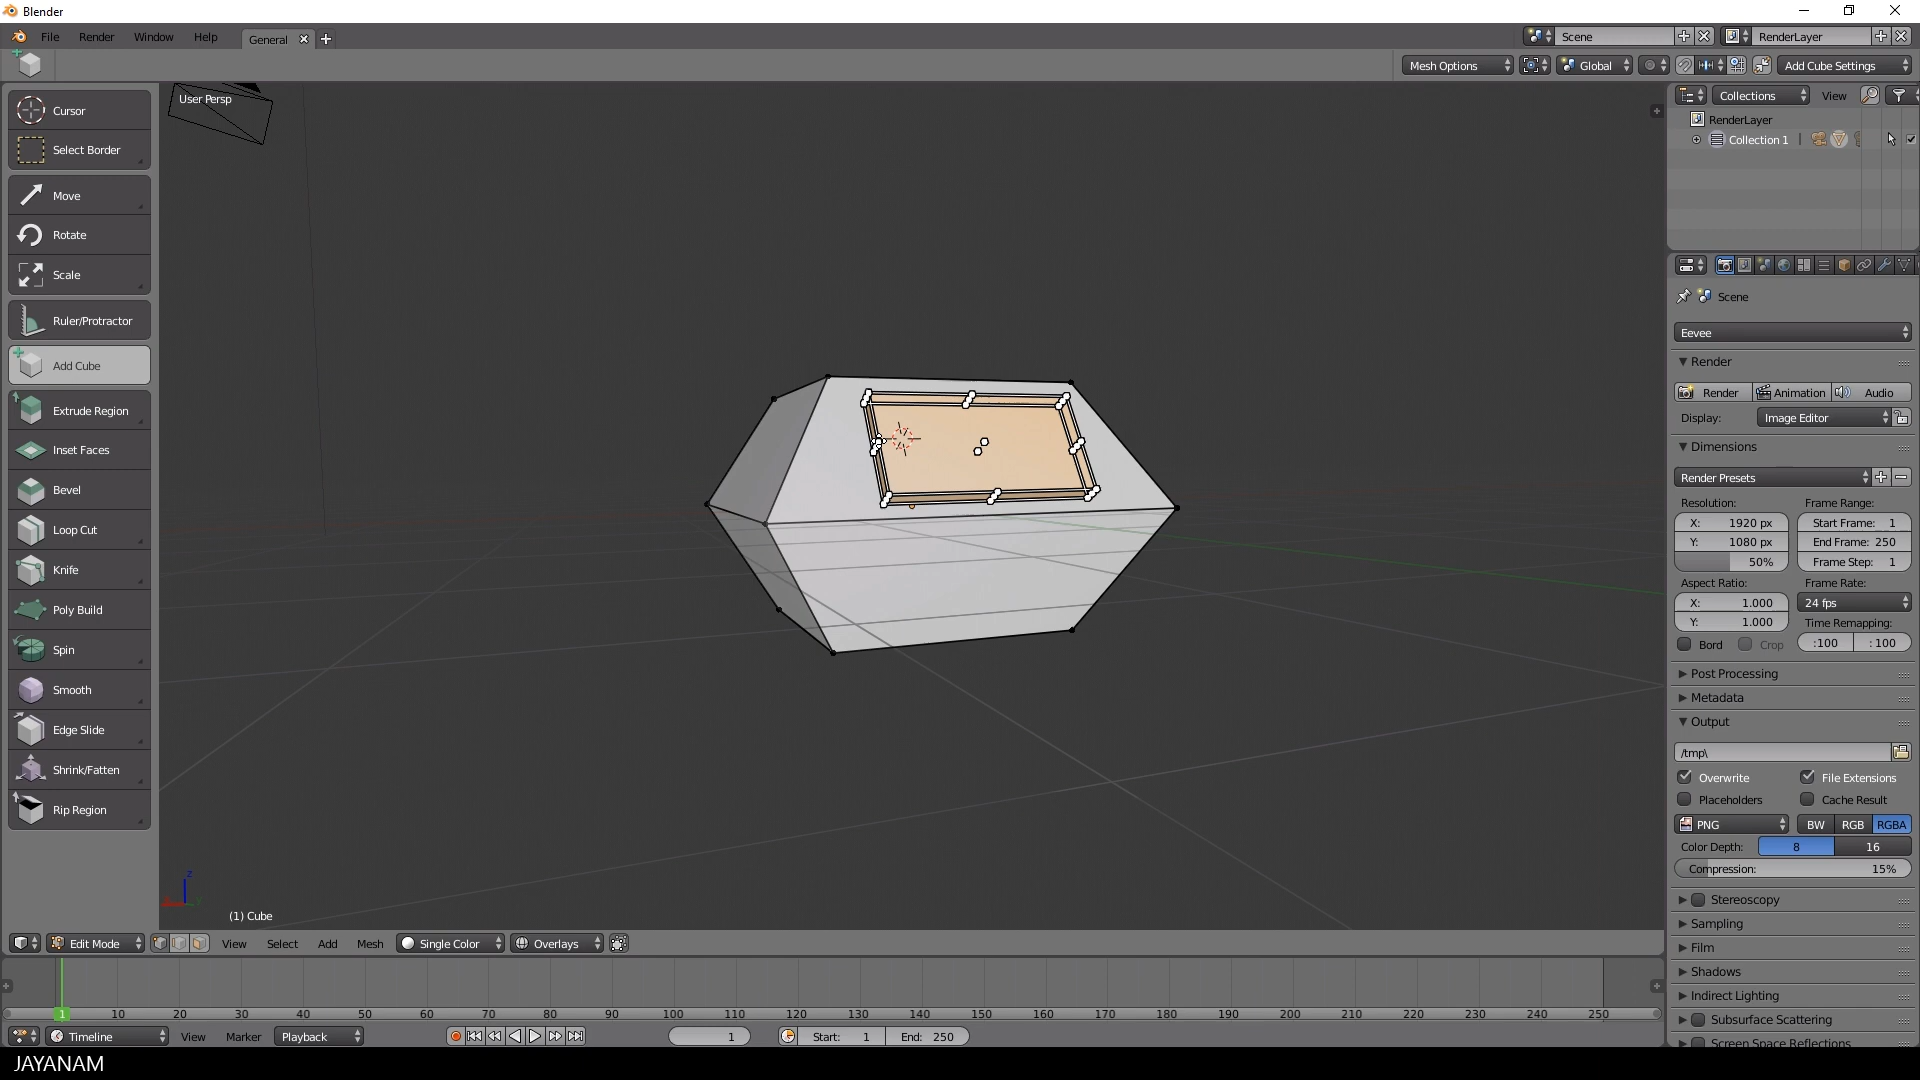 Blender
File Render Window Help General Scene RenderLayer
Mesh Options Global Add Cube Settings
User Persp
Cursor
Select Border
Move
Rotate
Scale
Ruler/Protractor
Add Cube
Extrude Region
Inset Faces
Bevel
Loop Cut
Knife
Poly Build
Spin
Smooth
Edge Slide
Shrink/Fatten
Rip Region
Z
(1) Cube
Collections View
RenderLayer
Collection 1
Scene
Eevee
Render
Render Animation Audio
Display: Image Editor
Dimensions
Render Presets
Resolution: Frame Range:
X: 1920 px Start Frame: 1
Y: 1080 px End Frame: 250
50% Frame Step: 1
Aspect Ratio: Frame Rate:
X: 1.000 24 fps
Y: 1.000 Time Remapping:
Bord Crop :100 :100
Post Processing
Metadata
Output
/tmp\
Overwrite File Extensions
Placeholders Cache Result
PNG BW RGB RGBA
Color Depth: 8 16
Compression: 15%
Stereoscopy
Sampling
Film
Shadows
Indirect Lighting
Subsurface Scattering
Screen Space Reflections
Edit Mode View Select Add Mesh Single Color Overlays
1 10 20 30 40 50 60 70 80 90 100 110 120 130 140 150 160 170 180 190 200 210 220 230 240 250
Timeline View Marker Playback 1 Start: 1 End: 250
JAYANAM